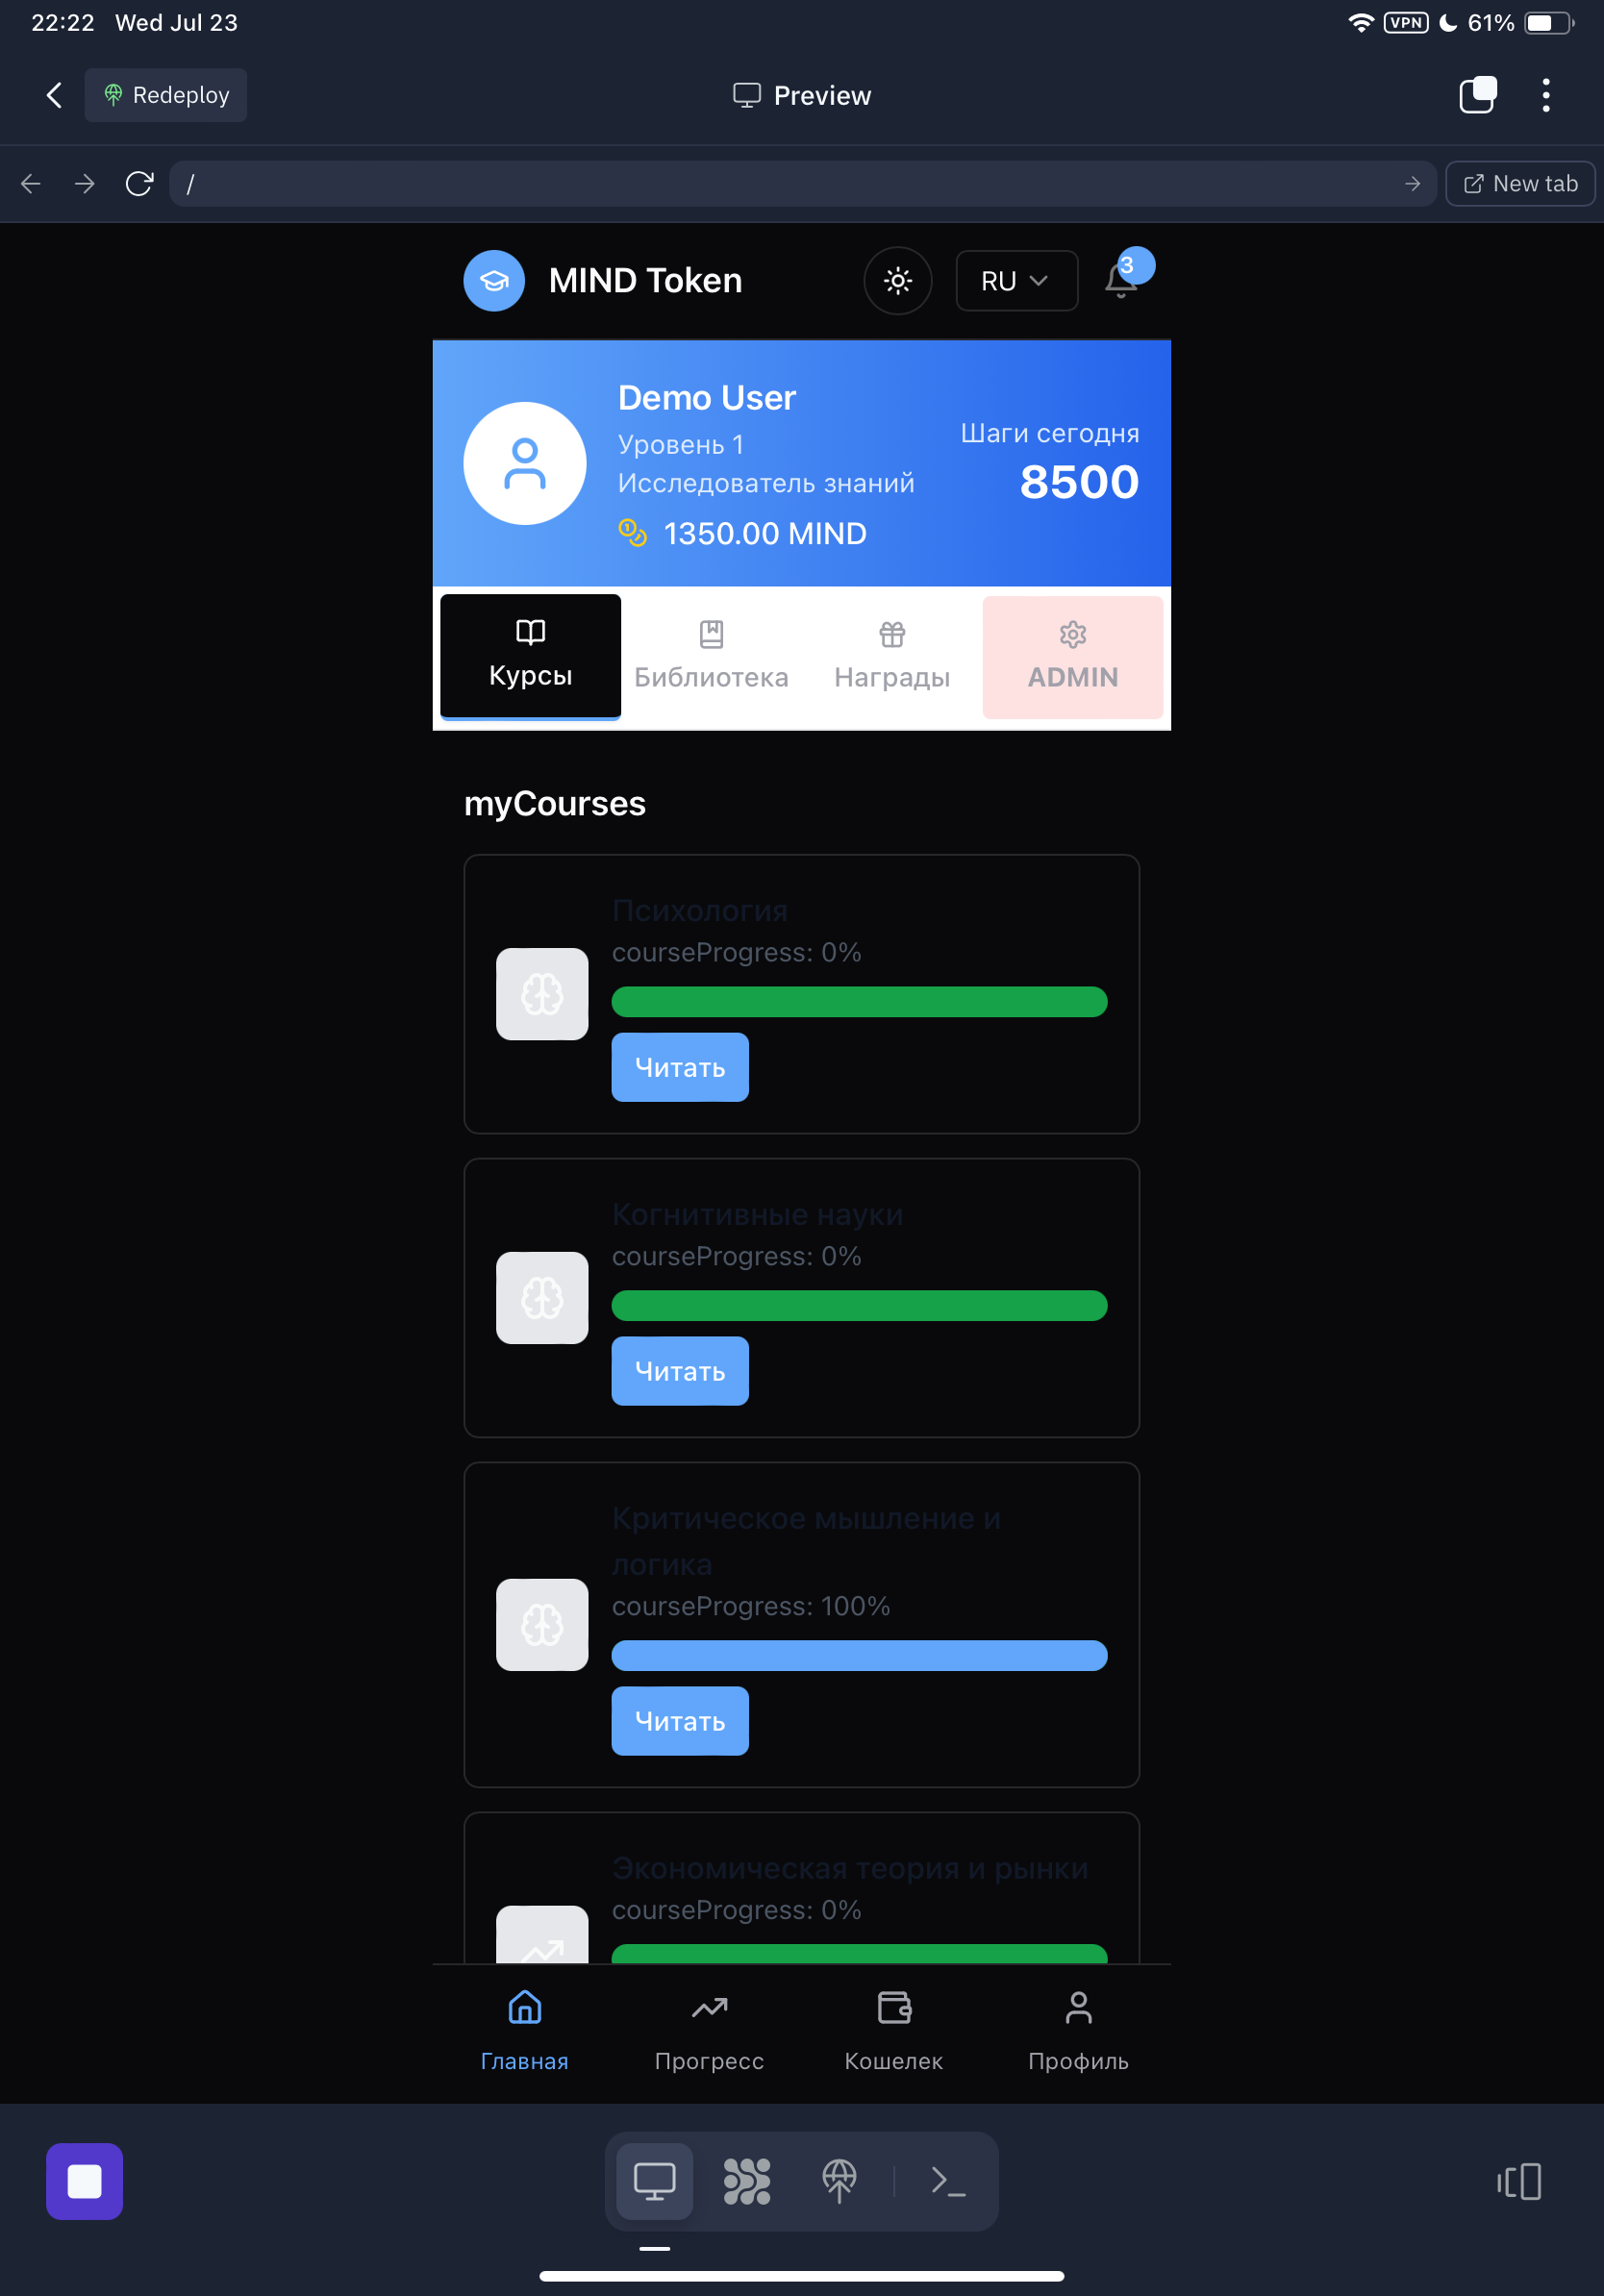 22:22 Wed Jul 23
VPN 61%
Redeploy
Preview
/
New tab
MIND Token
RU
3
Demo User
Уровень 1
Исследователь знаний
1350.00 MIND
Шаги сегодня
8500
Курсы
Библиотека
Награды
ADMIN
myCourses
Психология
courseProgress: 0%
Читать
Когнитивные науки
courseProgress: 0%
Читать
Критическое мышление и
логика
courseProgress: 100%
Читать
Экономическая теория и рынки
courseProgress: 0%
Главная
Прогресс
Кошелек
Профиль